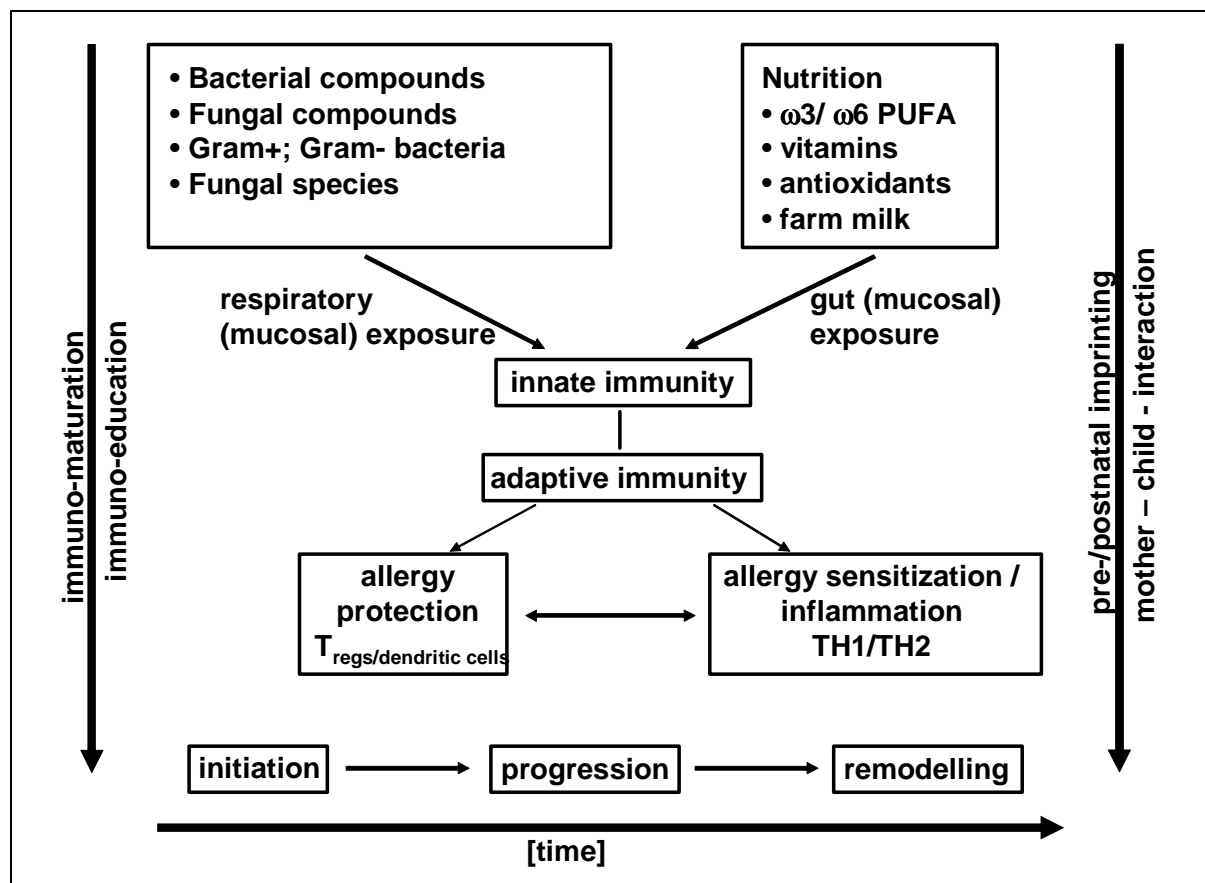 • Bacterial compounds
• Fungal compounds
• Gram+; Gram- bacteria
• Fungal species
Nutrition
• ω3/ ω6 PUFA
• vitamins
• antioxidants
• farm milk
respiratory
(mucosal) exposure
gut (mucosal)
exposure
innate immunity
adaptive immunity
allergy
protection
Tregs/dendritic cells
allergy sensitization /
inflammation
TH1/TH2
immuno-maturation
immuno-education
pre-/postnatal imprinting
mother – child - interaction
initiation
progression
remodelling
[time]